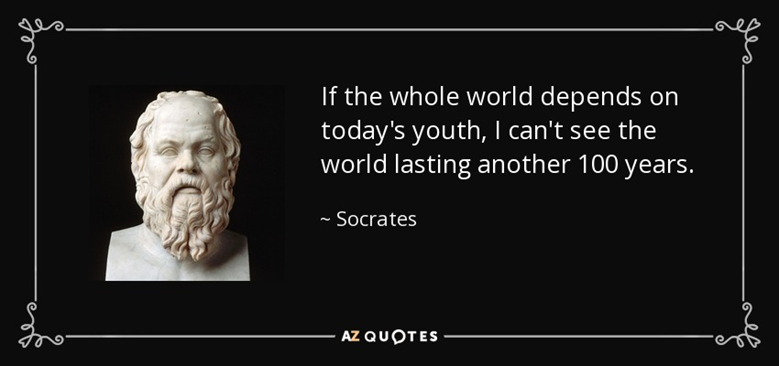 If the whole world depends on
today's youth, I can't see the
world lasting another 100 years.
~ Socrates
AZ QUOTES